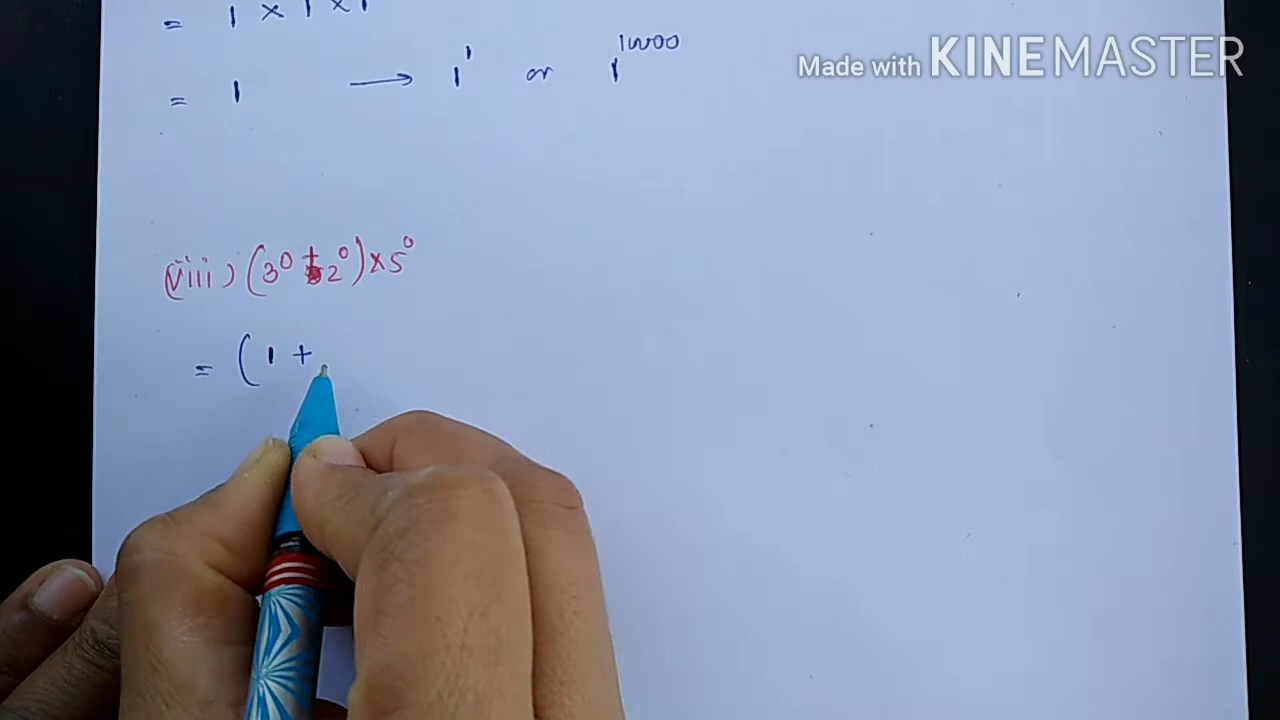 = 1 × 1 × 1
= 1 → 1¹ or 1¹⁰⁰⁰
Made with KINEMASTER
(viii) (3⁰ + 2⁰) × 5⁰
= ( 1 +